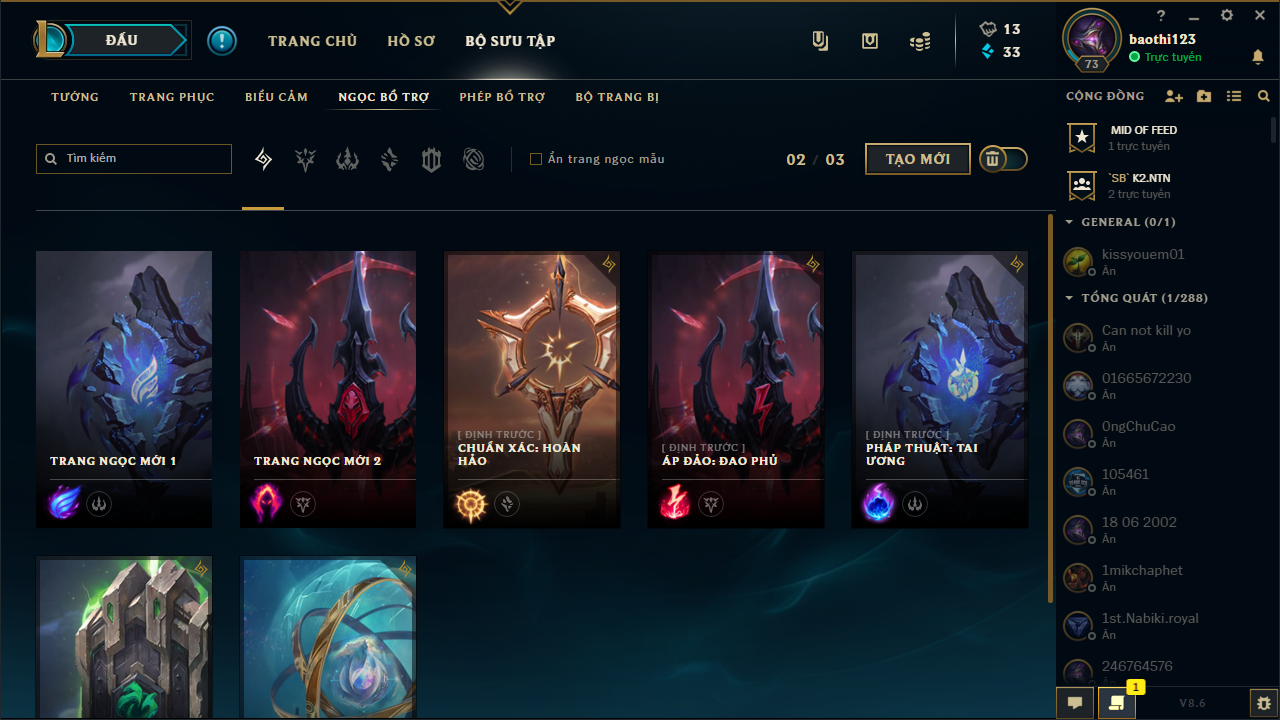 ĐẤU
TRANG CHỦ
HỒ SƠ
BỘ SƯU TẬP
13
33
?
73
baothi123
Trực tuyến
TƯỚNG
TRANG PHỤC
BIỂU CẢM
NGỌC BỔ TRỢ
PHÉP BỔ TRỢ
BỘ TRANG BỊ
CỘNG ĐỒNG
Tìm kiếm
Ẩn trang ngọc mẫu
02 / 03
TẠO MỚI
TRANG NGỌC MỚI 1
TRANG NGỌC MỚI 2
[ ĐỊNH TRƯỚC ]
CHUẨN XÁC: HOÀN
HẢO
[ ĐỊNH TRƯỚC ]
ÁP ĐẢO: ĐAO PHỦ
[ ĐỊNH TRƯỚC ]
PHÁP THUẬT: TAI
ƯƠNG
MID OF FEED
1 trực tuyến
`SB` K2.NTN
2 trực tuyến
GENERAL (0/1)
kissyouem01
Ẩn
TỔNG QUÁT (1/288)
Can not kill yo
Ẩn
01665672230
Ẩn
0ngChuCao
Ẩn
105461
Ẩn
18 06 2002
Ẩn
1mikchaphet
Ẩn
1st.Nabiki.royal
Ẩn
246764576
Ẩn
1
V8.6